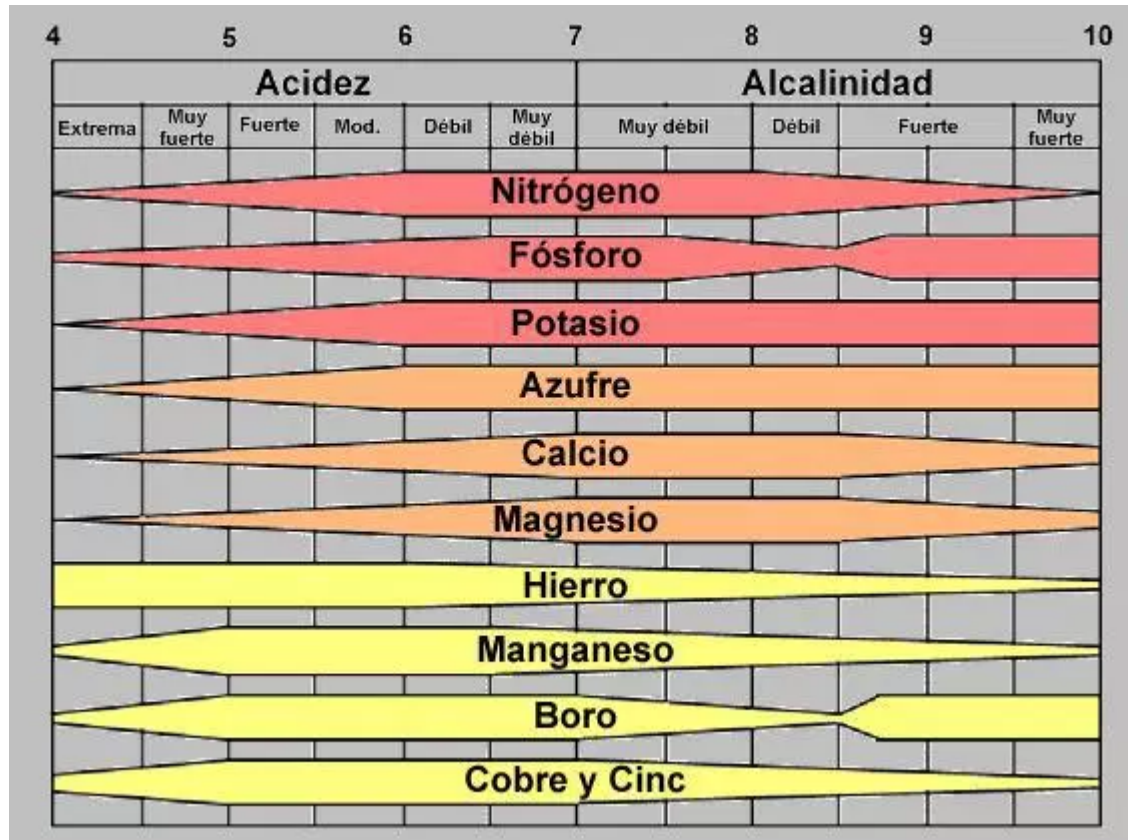 4 5 6 7 8 9 10
Acidez Alcalinidad
Extrema Muy fuerte Fuerte Mod. Débil Muy débil Muy débil Débil Fuerte Muy fuerte
Nitrógeno
Fósforo
Potasio
Azufre
Calcio
Magnesio
Hierro
Manganeso
Boro
Cobre y Cinc